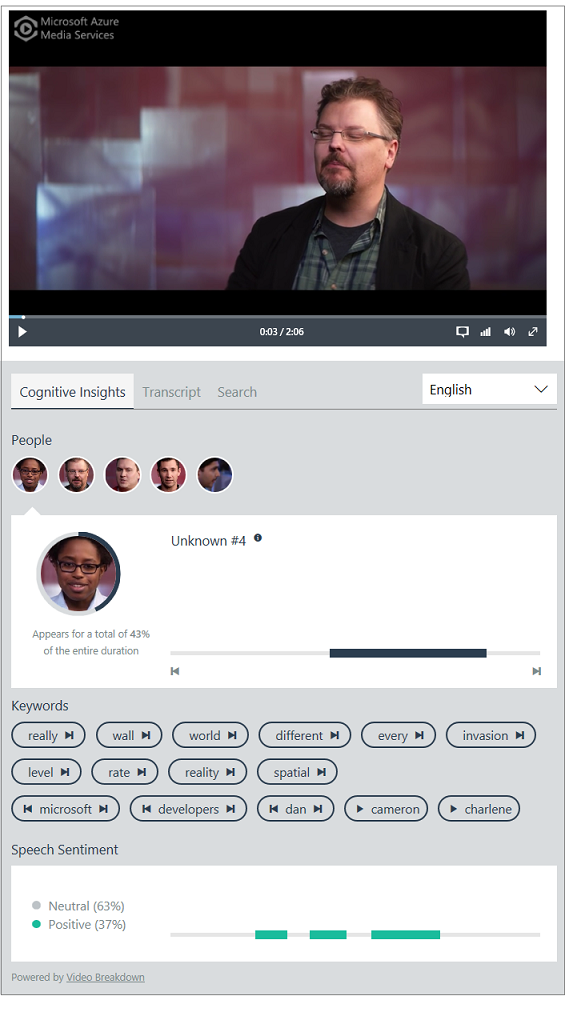 Microsoft Azure
Media Services
0:03 / 2:06
Cognitive Insights Transcript Search English
People
Unknown #4
Appears for a total of 43%
of the entire duration
Keywords
really wall world different every invasion
level rate reality spatial
microsoft developers dan cameron charlene
Speech Sentiment
Neutral (63%)
Positive (37%)
Powered by Video Breakdown